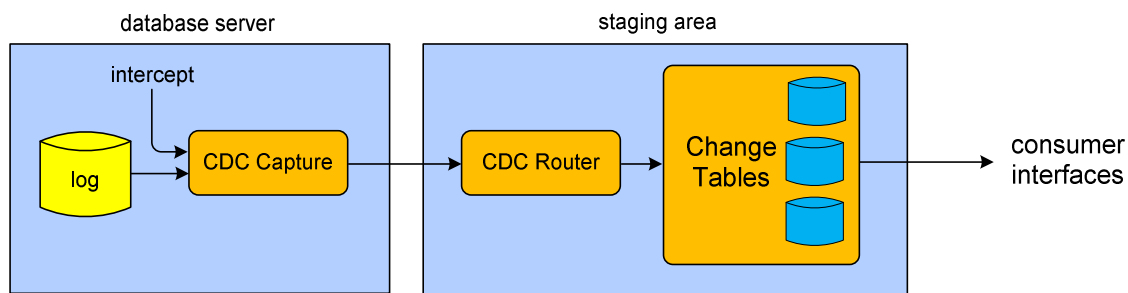 database server
staging area
intercept
log
CDC Capture
CDC Router
Change
Tables
consumer
interfaces